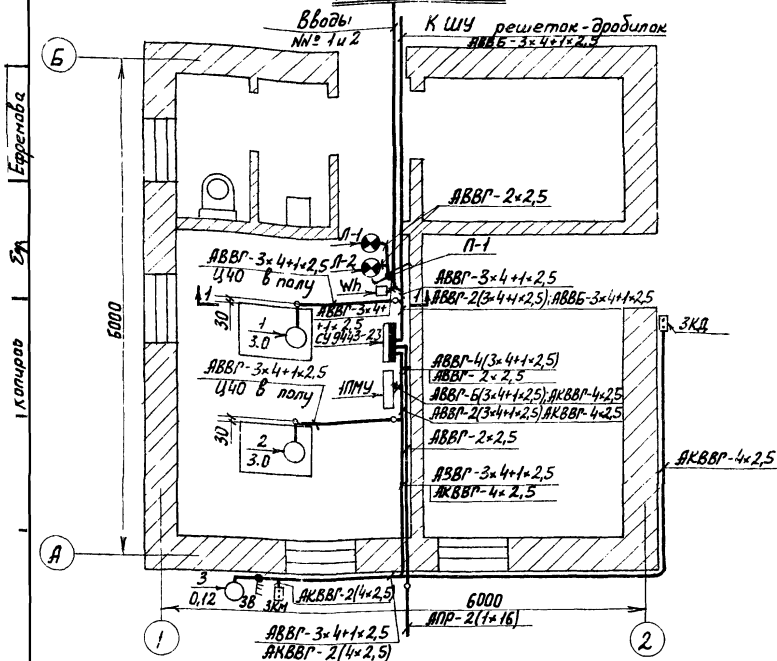 Вводы
N№ 1 и 2
К ШУ решеток-дробилок
АВВБ-3×4+1×2,5
Б
Ефремова
АВВГ-2×2,5
Л-1
П-1
АВВГ-3×4+1×2,5
Ц40 в полу
Л-2
Wh
АВВГ-3×4+1×2,5
АВВГ-2(3×4+1×2,5); АВВБ-3×4+1×2,5
1
1
АВВГ-3×4+
+1×2,5
СУ9443-23
30
1
3.0
6000
3КД
АВВГ-3×4+1×2,5
Ц40 в полу
1ПМУ
АВВГ-4(3×4+1×2,5)
АВВГ-2×2,5
АВВГ-Б(3×4+1×2,5); АКВВГ-4×2,5
АВВГ-2(3×4+1×2,5) АКВВГ-4×2,5
АВВГ-2×2,5
30
2
3.0
Копиров
АВВГ-3×4+1×2,5
АКВВГ-4×2,5
АКВВГ-4×2,5
А
3
0,12
3В
3КМ
АКВВГ-2(4×2,5)
6000
АПР-2(1×16)
1
2
АВВГ-3×4+1×2,5
АКВВГ-2(4×2,5)